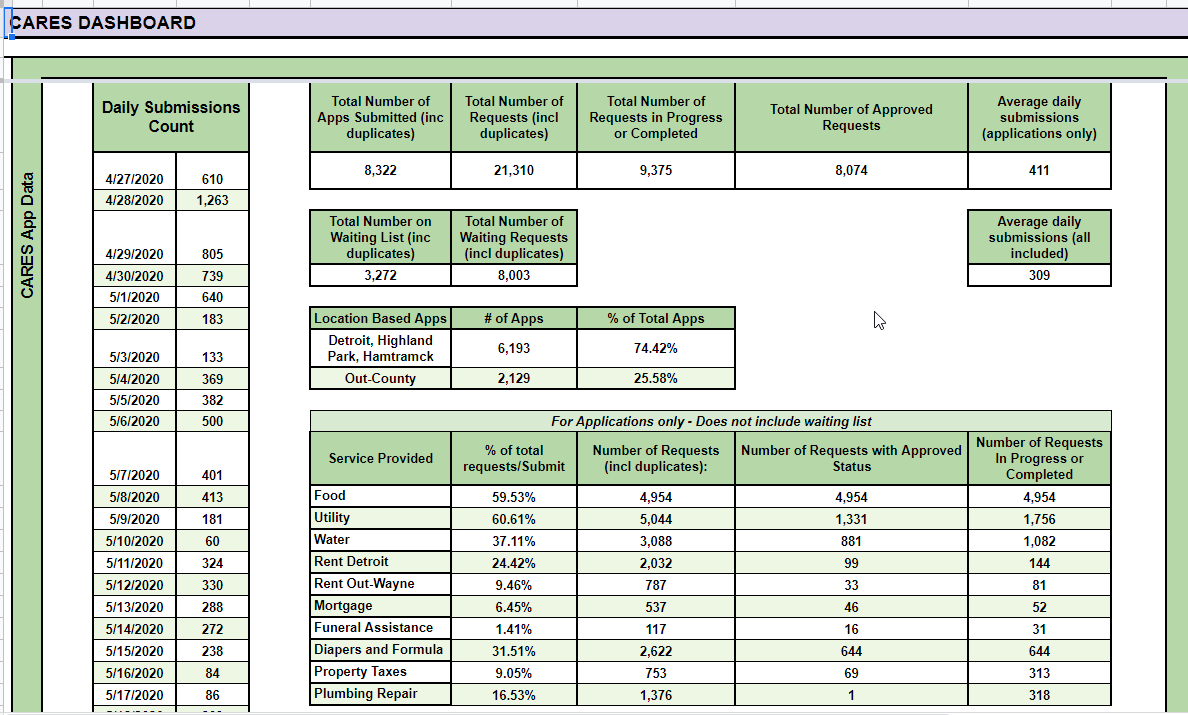 CARES DASHBOARD
CARES App Data
Daily Submissions
Count
4/27/2020 610
4/28/2020 1,263
4/29/2020 805
4/30/2020 739
5/1/2020 640
5/2/2020 183
5/3/2020 133
5/4/2020 369
5/5/2020 382
5/6/2020 500
5/7/2020 401
5/8/2020 413
5/9/2020 181
5/10/2020 60
5/11/2020 324
5/12/2020 330
5/13/2020 288
5/14/2020 272
5/15/2020 238
5/16/2020 84
5/17/2020 86
Total Number of
Apps Submitted (inc
duplicates)
Total Number of
Requests (incl
duplicates)
Total Number of
Requests in Progress
or Completed
Total Number of Approved
Requests
Average daily
submissions
(applications only)
8,322 21,310 9,375 8,074 411
Total Number on
Waiting List (inc
duplicates)
Total Number of
Waiting Requests
(incl duplicates)
Average daily
submissions (all
included)
3,272 8,003 309
Location Based Apps # of Apps % of Total Apps
Detroit, Highland
Park, Hamtramck
6,193 74.42%
Out-County 2,129 25.58%
For Applications only - Does not include waiting list
Service Provided
% of total
requests/Submit
Number of Requests
(incl duplicates):
Number of Requests with Approved
Status
Number of Requests
In Progress or
Completed
Food 59.53% 4,954 4,954 4,954
Utility 60.61% 5,044 1,331 1,756
Water 37.11% 3,088 881 1,082
Rent Detroit 24.42% 2,032 99 144
Rent Out-Wayne 9.46% 787 33 81
Mortgage 6.45% 537 46 52
Funeral Assistance 1.41% 117 16 31
Diapers and Formula 31.51% 2,622 644 644
Property Taxes 9.05% 753 69 313
Plumbing Repair 16.53% 1,376 1 318